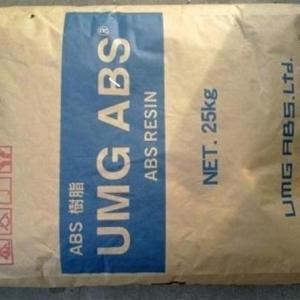 ABS 樹脂
UMG ABS®
ABS RESIN
NET. 25kg
UMG ABS.Ltd.